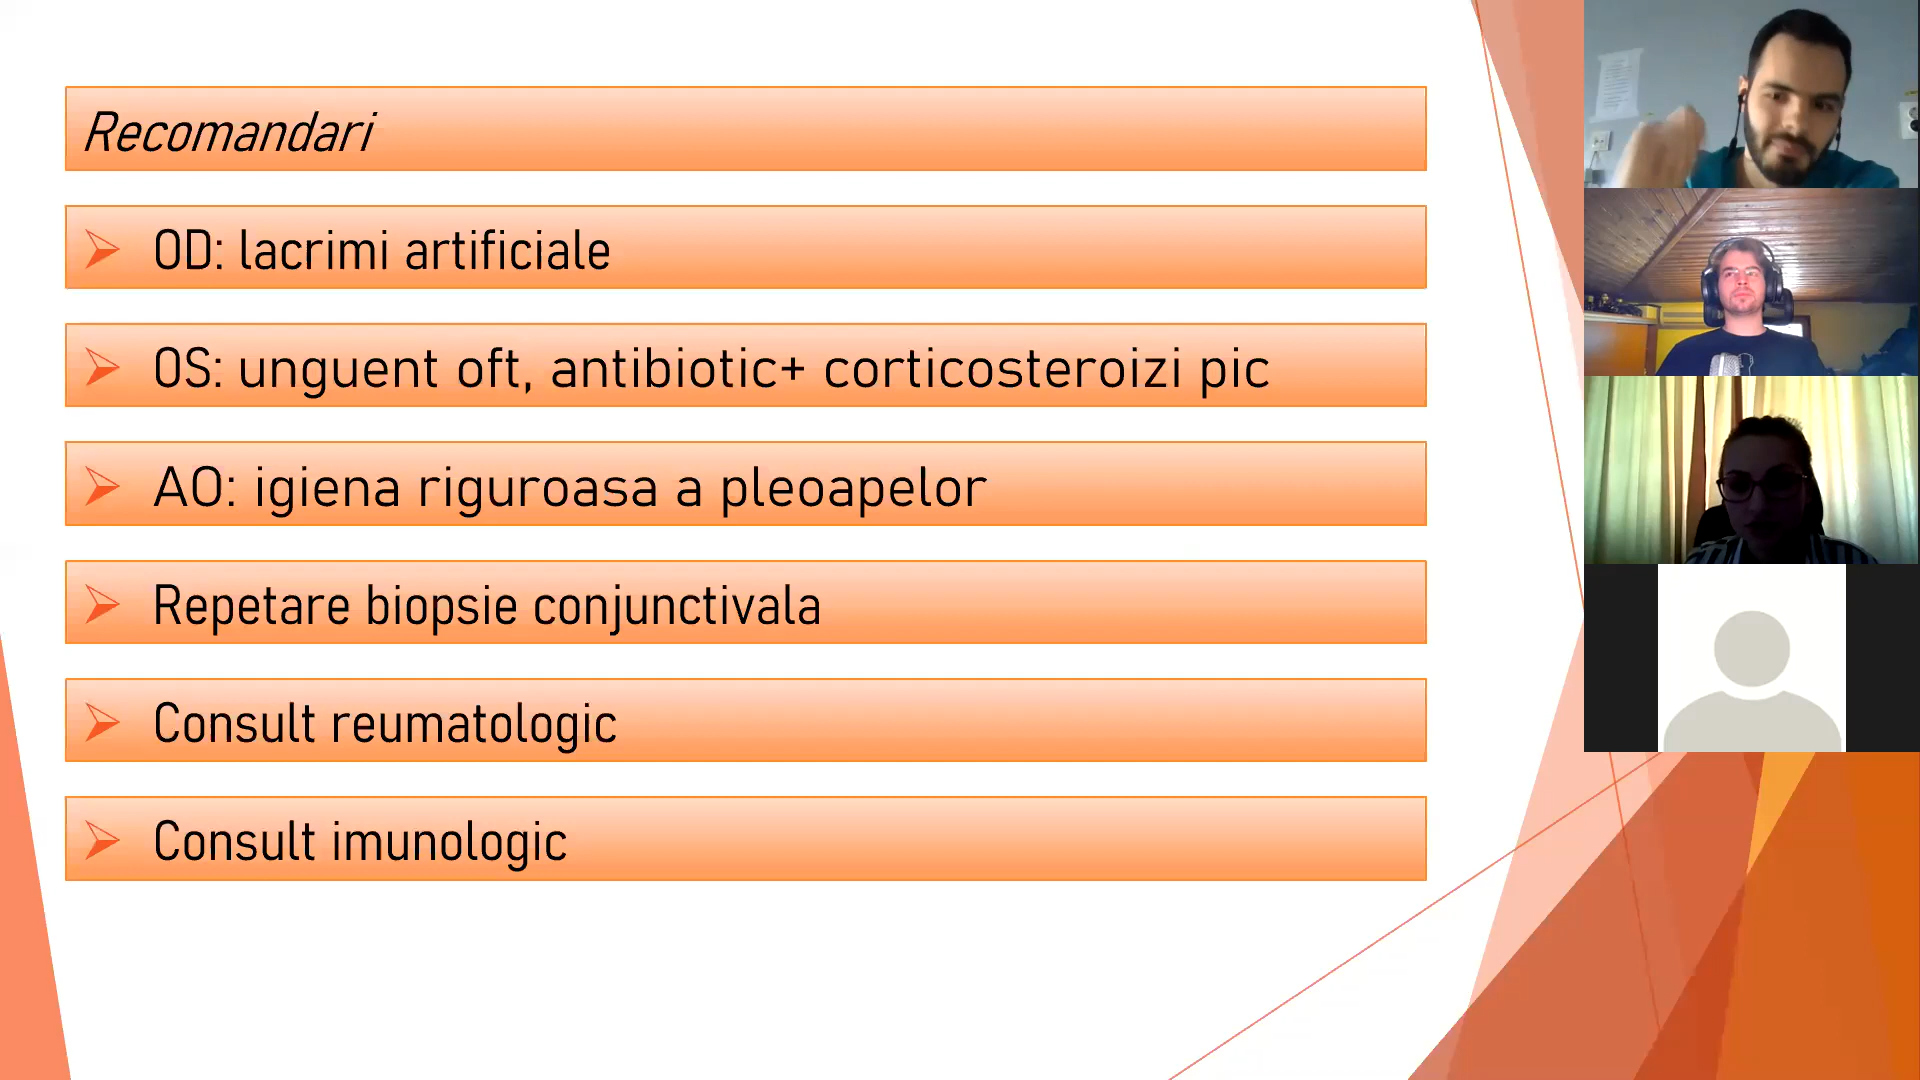 Recomandari
OD: lacrimi artificiale
OS: unguent oft, antibiotic+ corticosteroizi pic
AO: igiena riguroasa a pleoapelor
Repetare biopsie conjunctivala
Consult reumatologic
Consult imunologic